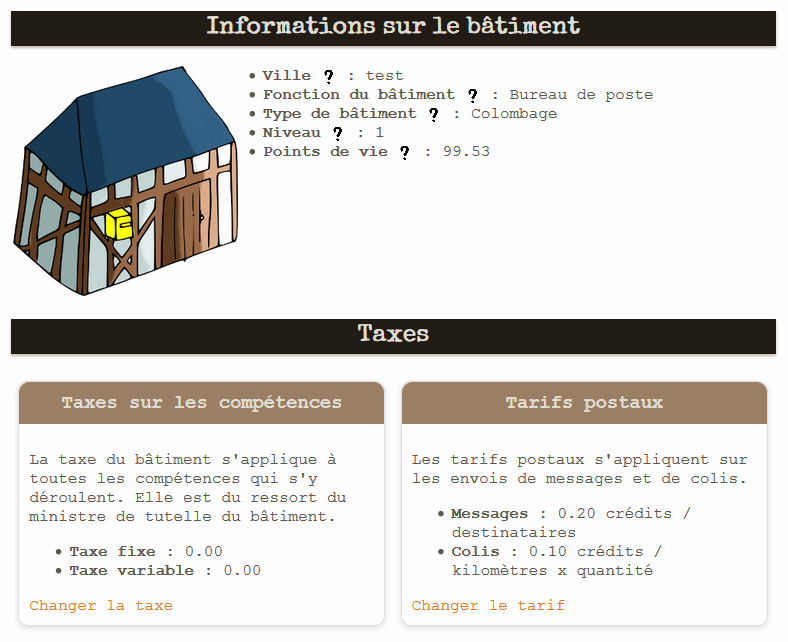 Informations sur le bâtiment
• Ville ? : test
• Fonction du bâtiment ? : Bureau de poste
• Type de bâtiment ? : Colombage
• Niveau ? : 1
• Points de vie ? : 99.53
Taxes
Taxes sur les compétences
La taxe du bâtiment s'applique à
toutes les compétences qui s'y
déroulent. Elle est du ressort du
ministre de tutelle du bâtiment.
• Taxe fixe : 0.00
• Taxe variable : 0.00
Changer la taxe
Tarifs postaux
Les tarifs postaux s'appliquent sur
les envois de messages et de colis.
• Messages : 0.20 crédits /
destinataires
• Colis : 0.10 crédits /
kilomètres x quantité
Changer le tarif